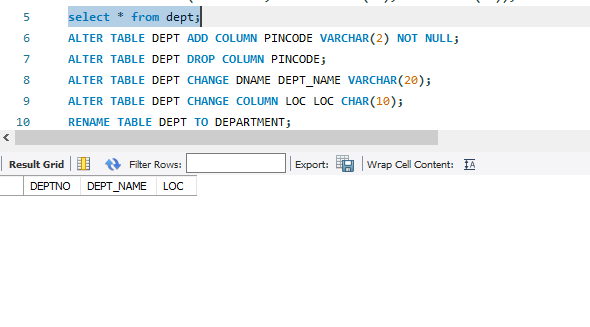 5 select * from dept;
6 ALTER TABLE DEPT ADD COLUMN PINCODE VARCHAR(2) NOT NULL;
7 ALTER TABLE DEPT DROP COLUMN PINCODE;
8 ALTER TABLE DEPT CHANGE DNAME DEPT_NAME VARCHAR(20);
9 ALTER TABLE DEPT CHANGE COLUMN LOC LOC CHAR(10);
10 RENAME TABLE DEPT TO DEPARTMENT;
Result Grid Filter Rows: Export: Wrap Cell Content:
DEPTNO DEPT_NAME LOC